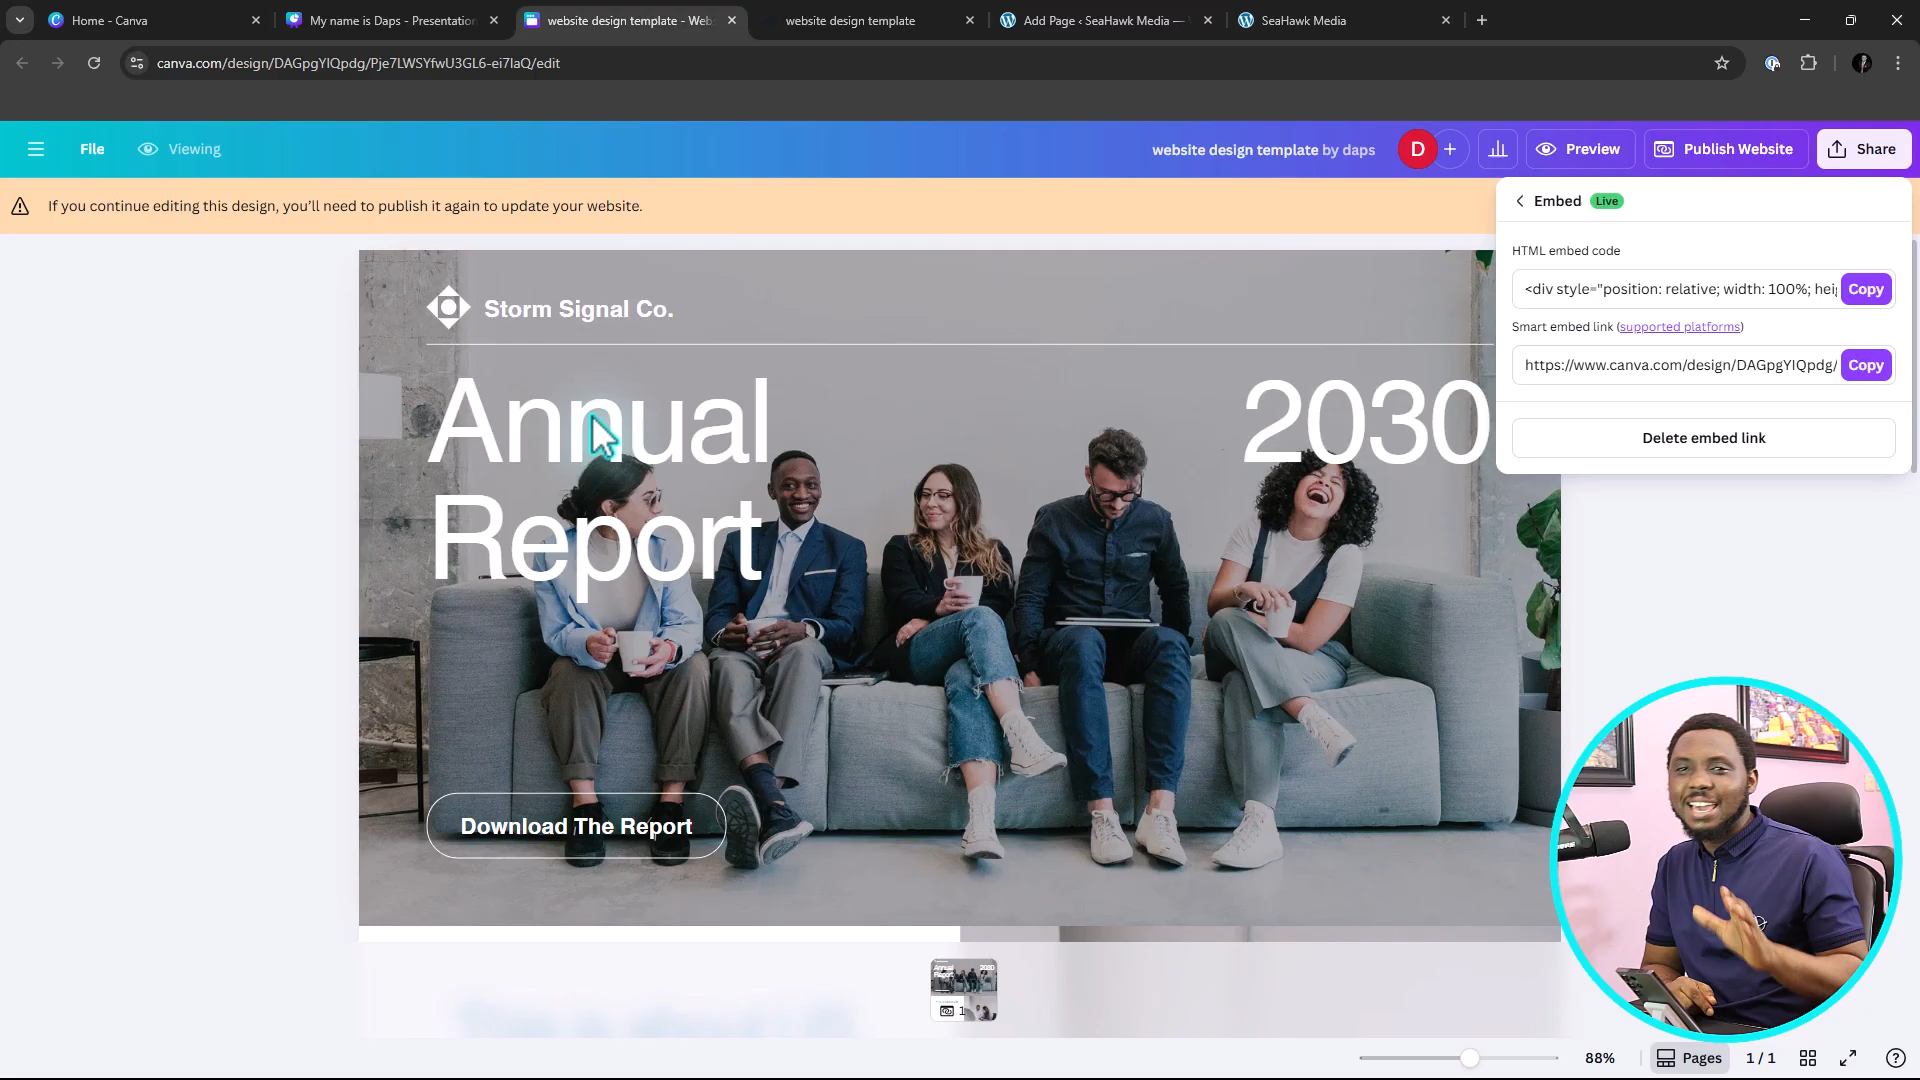 Home - Canva
My name is Daps - Presentation
website design template - Web
website design template
Add Page ‹ SeaHawk Media —
SeaHawk Media
canva.com/design/DAGpgYIQpdg/Pje7LWSYfwU3GL6-ei7laQ/edit
File
Viewing
website design template by daps
D
Preview
Publish Website
Share
If you continue editing this design, you’ll need to publish it again to update your website.
Embed
Live
HTML embed code
<div style="position: relative; width: 100%; hei
Copy
Smart embed link (supported platforms)
https://www.canva.com/design/DAGpgYIQpdg/
Copy
Delete embed link
Storm Signal Co.
Annual
Report
2030
Download The Report
Annual
Report
2030
1
88%
Pages
1 / 1